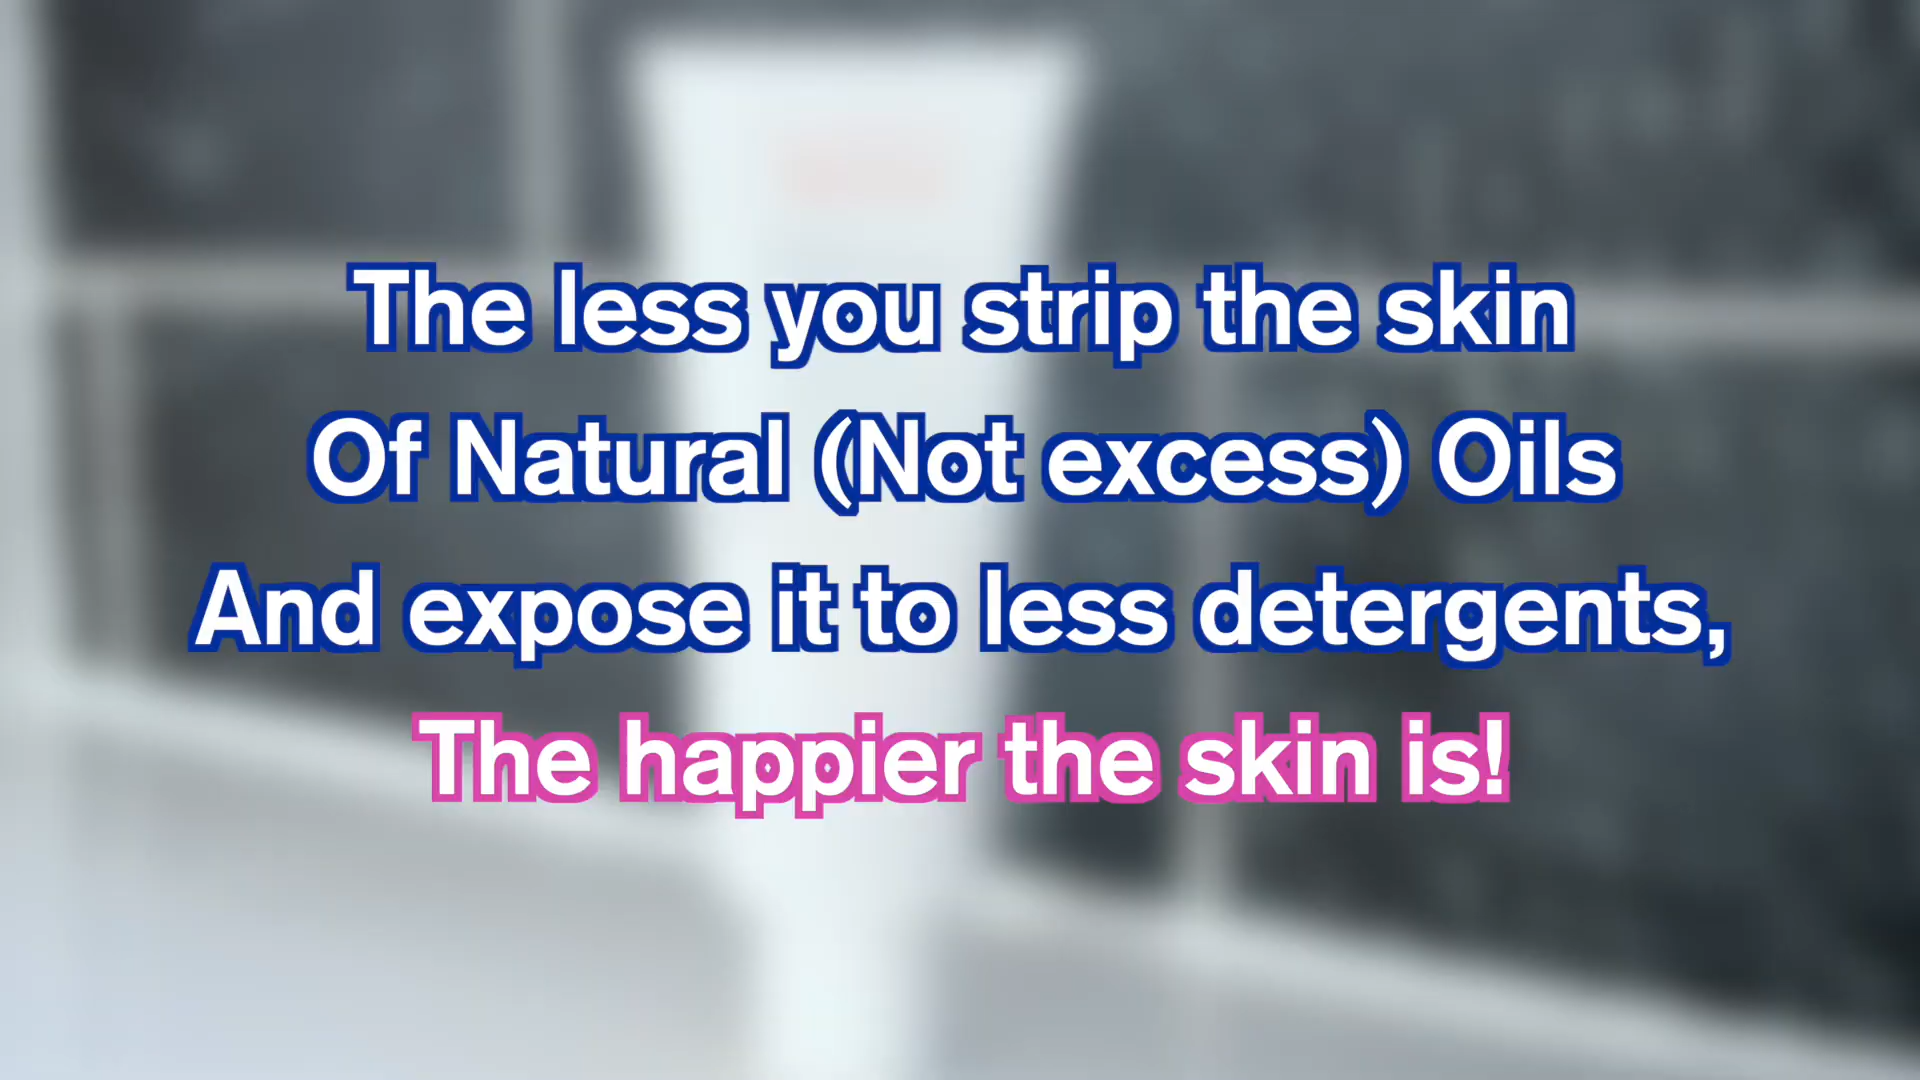 The less you strip the skin
Of Natural (Not excess) Oils
And expose it to less detergents,
The happier the skin is!